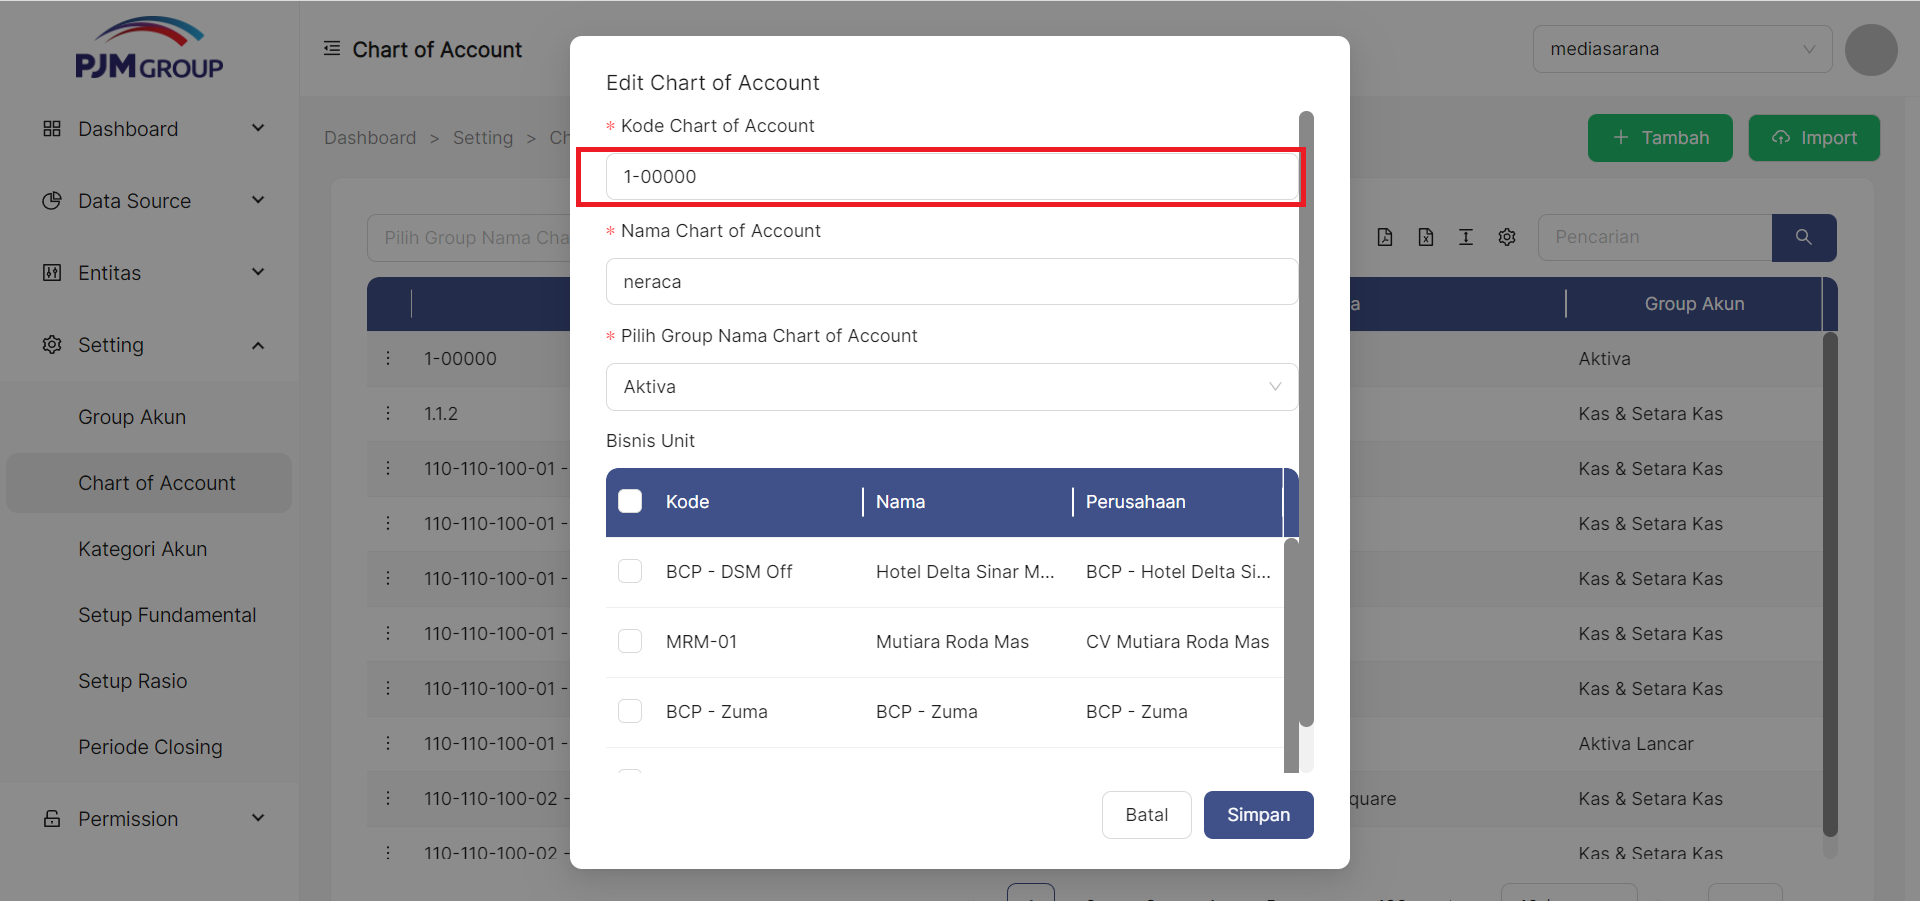 PJM GROUP
Chart of Account
mediasarana
Dashboard
Data Source
Entitas
Setting
Group Akun
Chart of Account
Kategori Akun
Setup Fundamental
Setup Rasio
Periode Closing
Permission
Dashboard > Setting >
+ Tambah
Import
Pilih Group Nama
Pencarian
Group Akun
1-00000 Aktiva
1.1.2 Kas & Setara Kas
110-110-100-01 - Kas & Setara Kas
110-110-100-01 - Kas & Setara Kas
110-110-100-01 - Kas & Setara Kas
110-110-100-01 - Kas & Setara Kas
110-110-100-01 - Kas & Setara Kas
110-110-100-01 - Aktiva Lancar
110-110-100-02 - quare Kas & Setara Kas
110-110-100-02 - Kas & Setara Kas
Edit Chart of Account
* Kode Chart of Account
1-00000
* Nama Chart of Account
neraca
* Pilih Group Nama Chart of Account
Aktiva
Bisnis Unit
Kode Nama Perusahaan
BCP - DSM Off Hotel Delta Sinar M... BCP - Hotel Delta Si...
MRM-01 Mutiara Roda Mas CV Mutiara Roda Mas
BCP - Zuma BCP - Zuma BCP - Zuma
Batal
Simpan